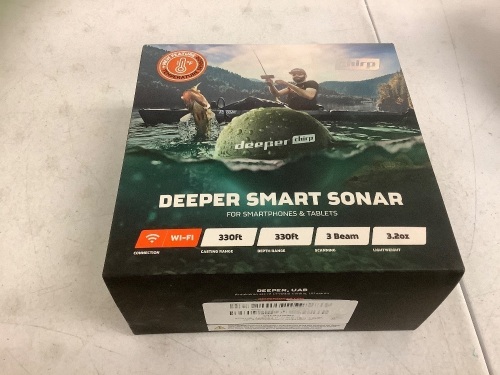 chirp
deeper chirp
DEEPER SMART SONAR
FOR SMARTPHONES & TABLETS
WI-FI 330ft 330ft 3 Beam 3.2oz
CONNECTION CASTING RANGE DEPTH RANGE SCANNING LIGHTWEIGHT
DEEPER, UAB